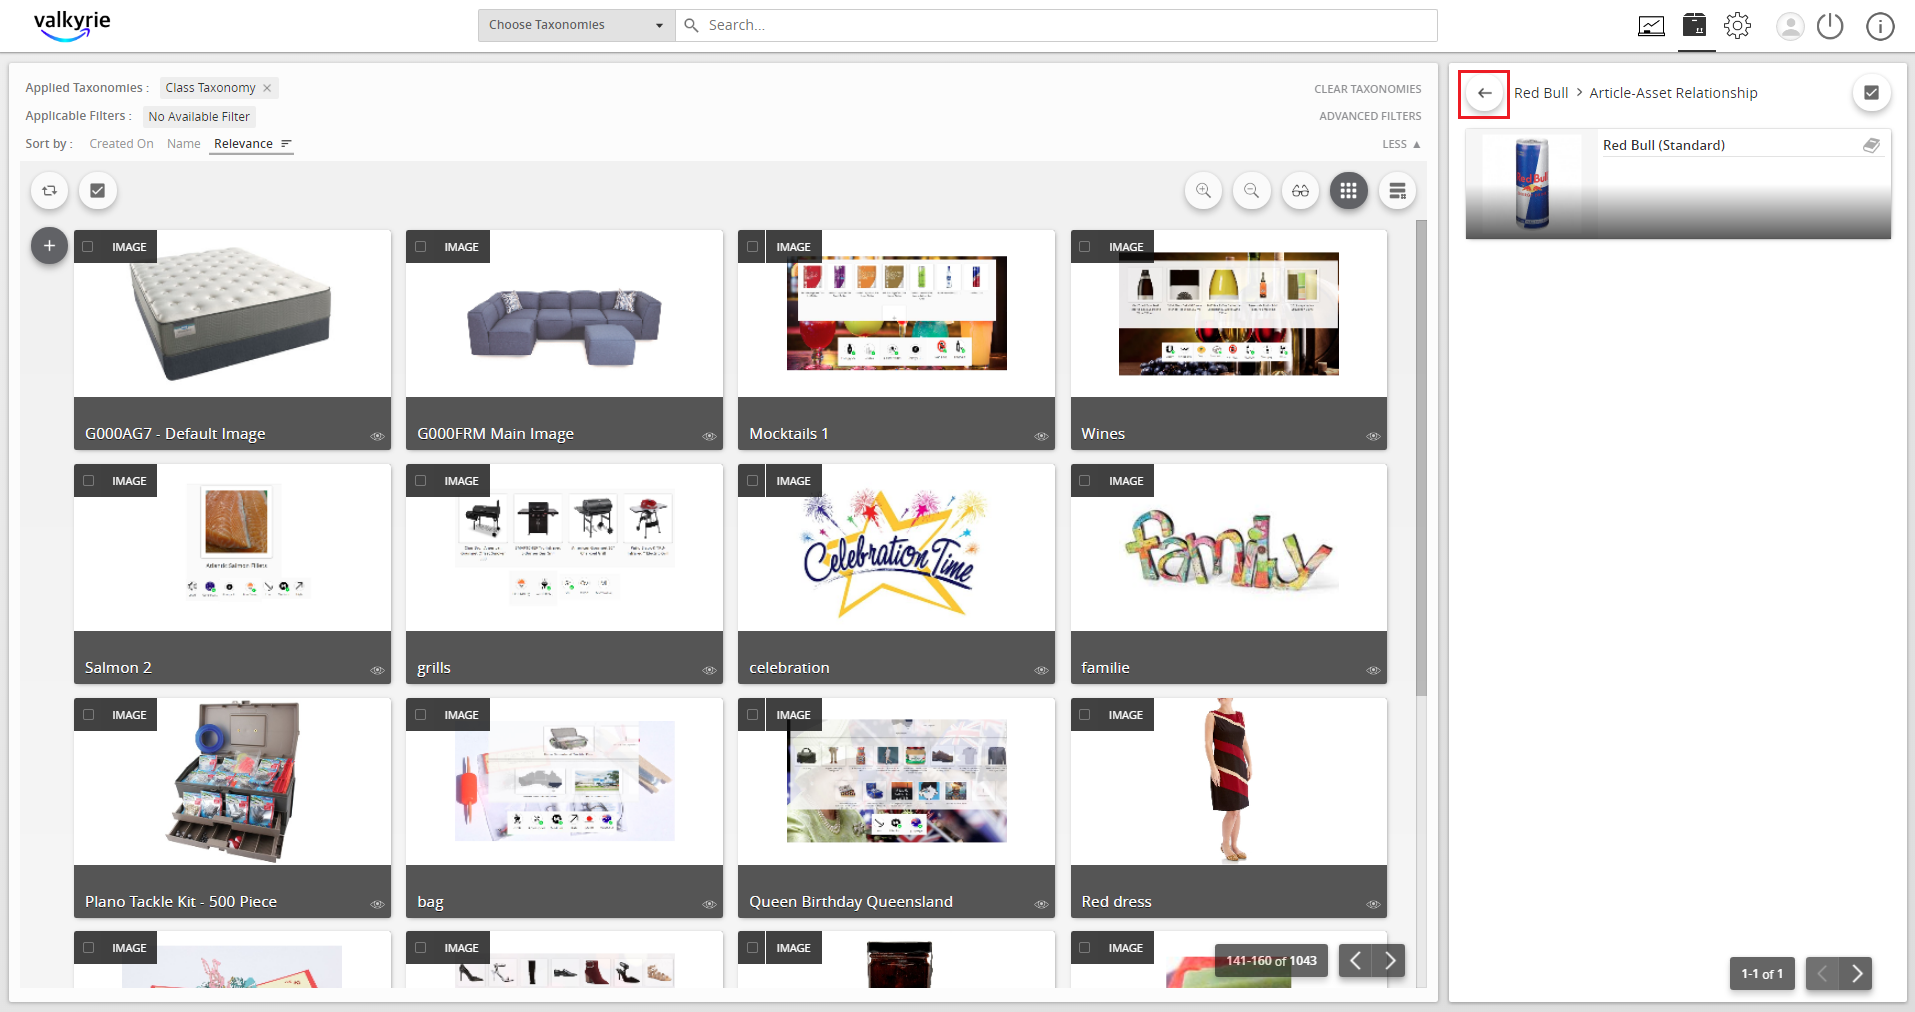 valkyrie
Choose Taxonomies
Search...
Applied Taxonomies :
Class Taxonomy ×
CLEAR TAXONOMIES
Applicable Filters :
No Available Filter
ADVANCED FILTERS
Sort by :
Created On
Name
Relevance
LESS
Red Bull > Article-Asset Relationship
Red Bull (Standard)
IMAGE
IMAGE
IMAGE
IMAGE
G000AG7 - Default Image
G000FRM Main Image
Mocktails 1
Wines
IMAGE
IMAGE
IMAGE
IMAGE
Atlantic Salmon Fillets
Celebration Time
family
Salmon 2
grills
celebration
familie
IMAGE
IMAGE
IMAGE
IMAGE
Plano Tackle Kit - 500 Piece
bag
Queen Birthday Queensland
Red dress
IMAGE
IMAGE
IMAGE
IMAGE
141-160 of 1043
1-1 of 1